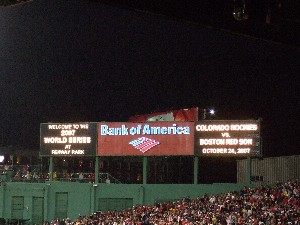 WELCOME TO THE
2007
WORLD SERIES
AT
FENWAY PARK
Bank of America
COLORADO ROCKIES
VS.
BOSTON RED SOX
OCTOBER 24, 2007